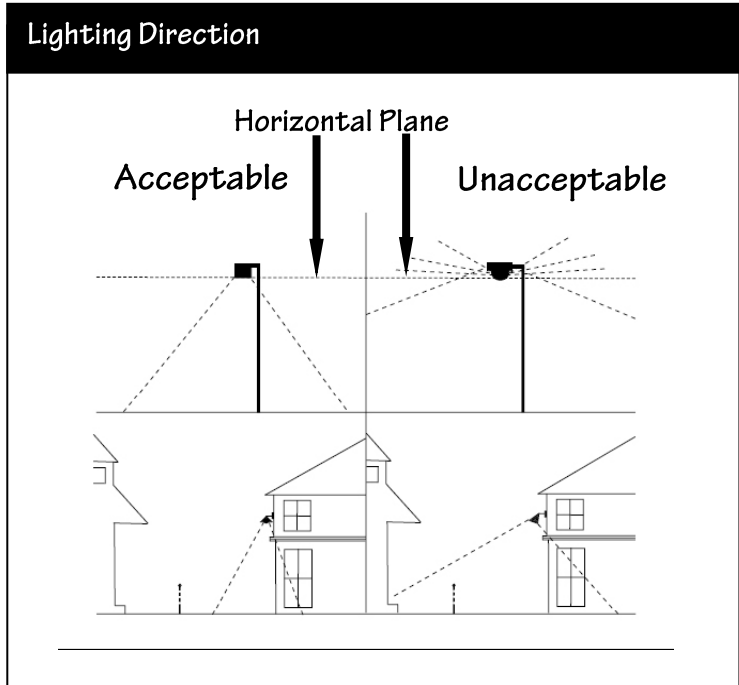 Lighting Direction
Horizontal Plane
Acceptable
Unacceptable